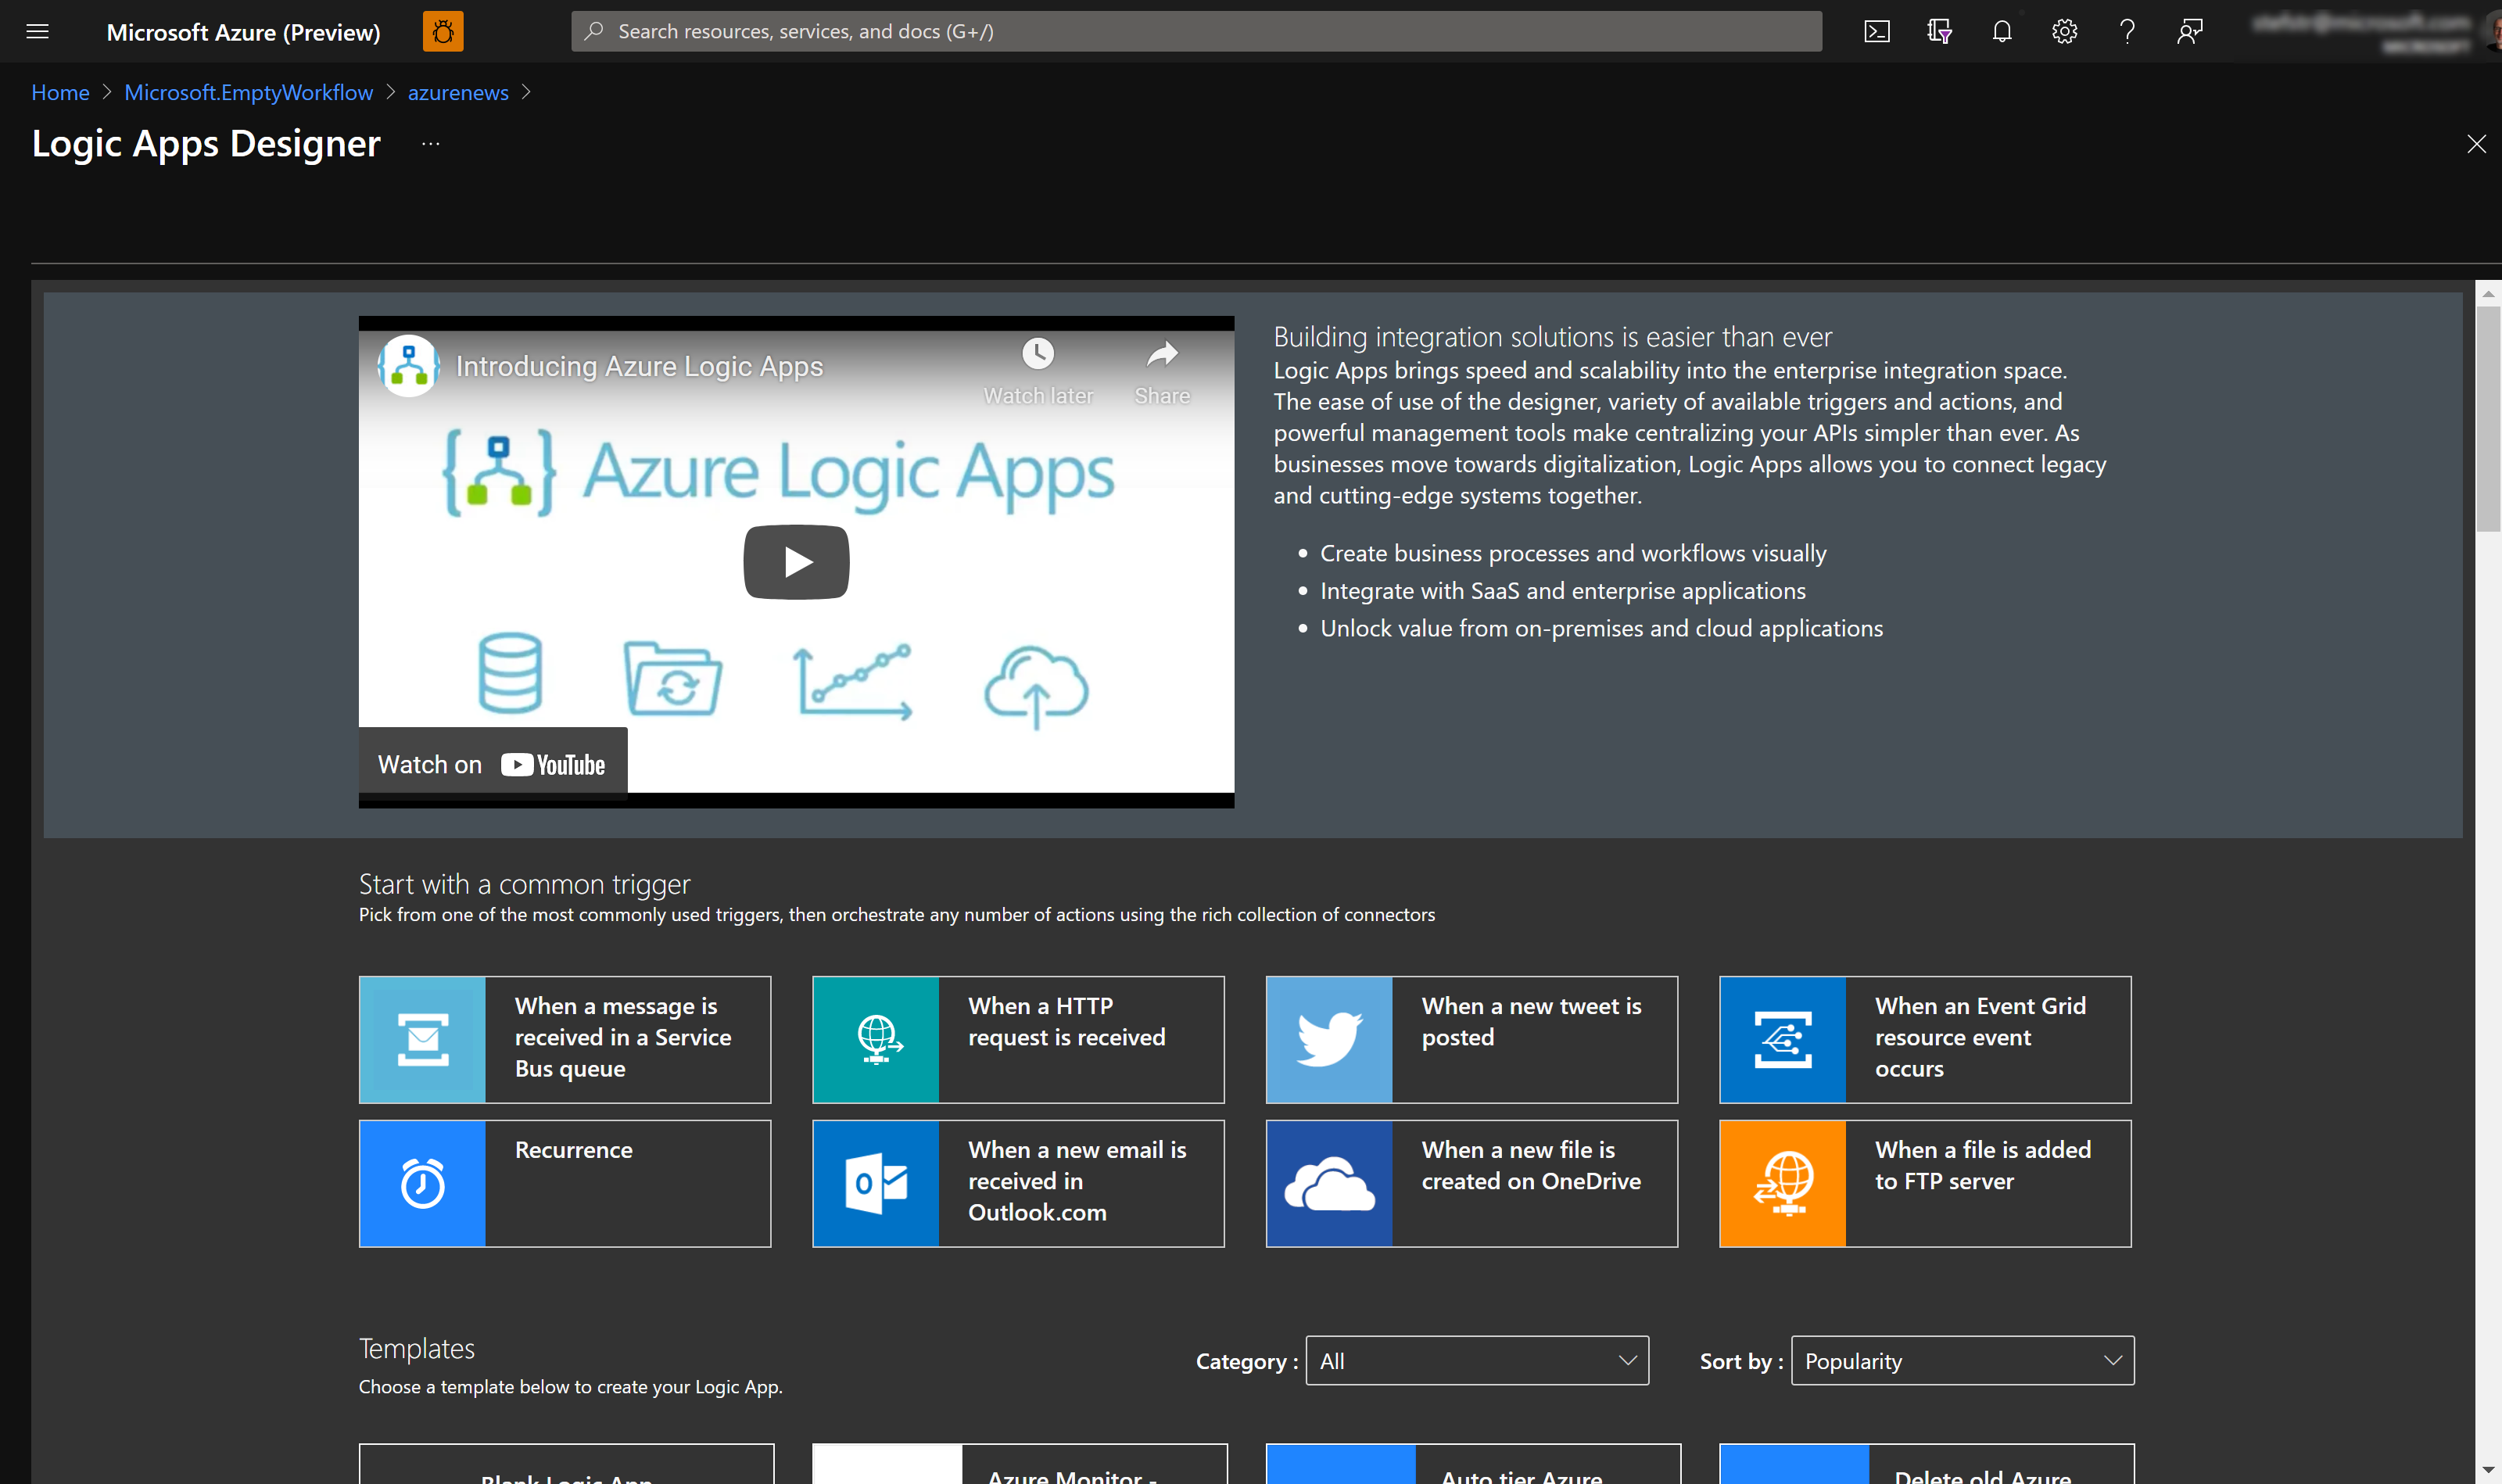 Microsoft Azure (Preview)
Search resources, services, and docs (G+/)
Home > Microsoft.EmptyWorkflow > azurenews >
Logic Apps Designer ...
Introducing Azure Logic Apps
Watch later
Share
Azure Logic Apps
Watch on YouTube
Building integration solutions is easier than ever
Logic Apps brings speed and scalability into the enterprise integration space.
The ease of use of the designer, variety of available triggers and actions, and
powerful management tools make centralizing your APIs simpler than ever. As
businesses move towards digitalization, Logic Apps allows you to connect legacy
and cutting-edge systems together.
• Create business processes and workflows visually
• Integrate with SaaS and enterprise applications
• Unlock value from on-premises and cloud applications
Start with a common trigger
Pick from one of the most commonly used triggers, then orchestrate any number of actions using the rich collection of connectors
When a message is
received in a Service
Bus queue
When a HTTP
request is received
When a new tweet is
posted
When an Event Grid
resource event
occurs
Recurrence
When a new email is
received in
Outlook.com
When a new file is
created on OneDrive
When a file is added
to FTP server
Templates
Choose a template below to create your Logic App.
Category : All
Sort by : Popularity
Blank Logic App
Azure Monitor -
Auto tier Azure
Delete old Azure